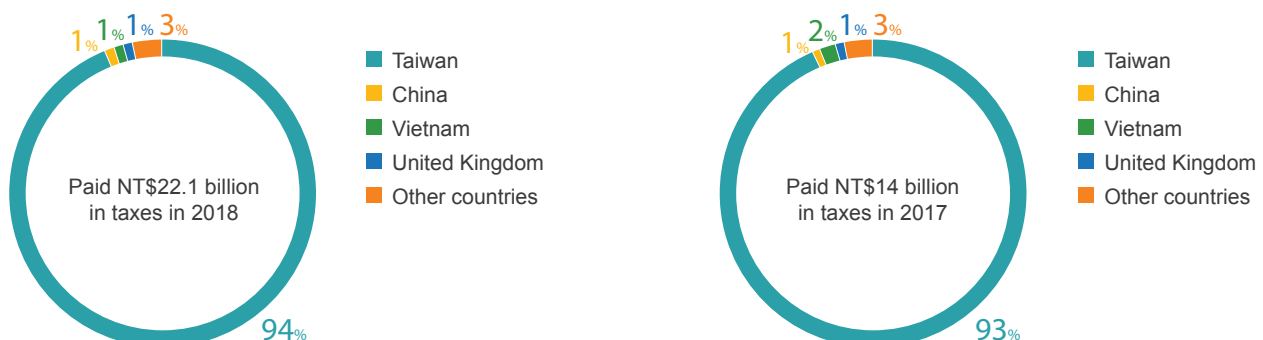 1% 1% 1% 3%
Taiwan
China
Vietnam
United Kingdom
Other countries
Paid NT$22.1 billion
in taxes in 2018
94%
1% 2% 1% 3%
Taiwan
China
Vietnam
United Kingdom
Other countries
Paid NT$14 billion
in taxes in 2017
93%